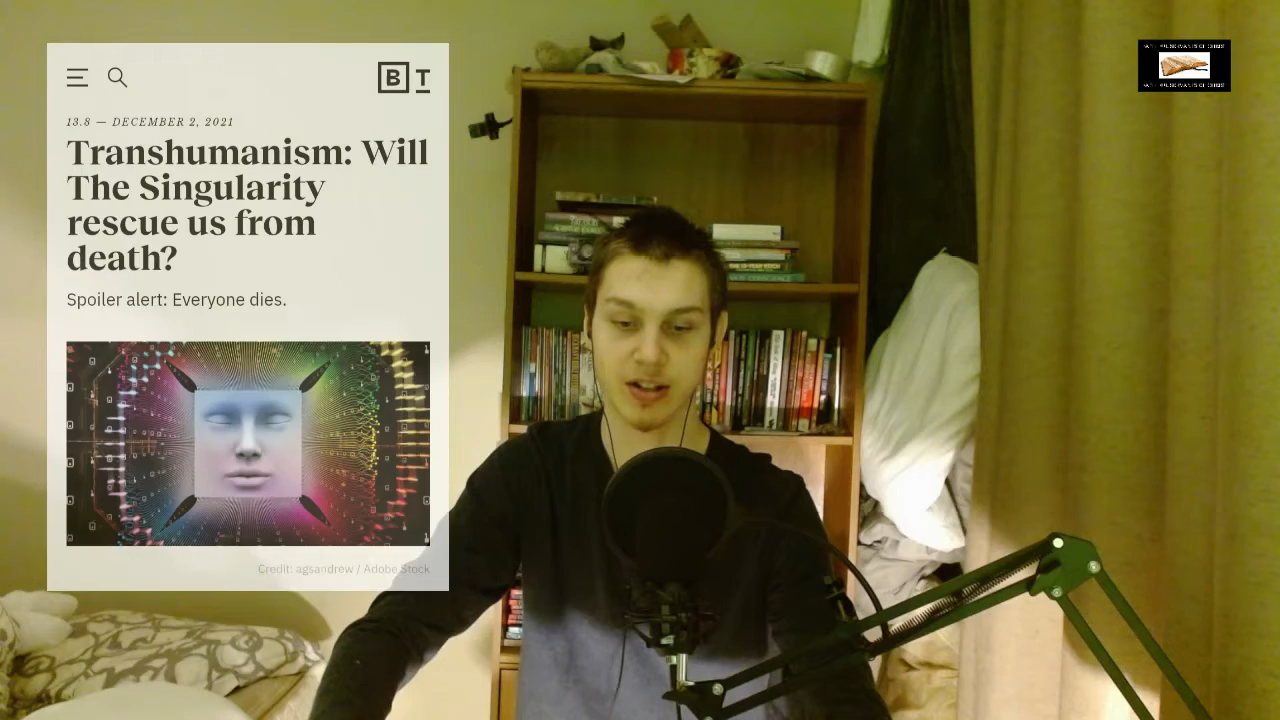 B T
13.8 — DECEMBER 2, 2021
Transhumanism: Will
The Singularity
rescue us from
death?
Spoiler alert: Everyone dies.
Credit: agsandrew / Adobe Stock